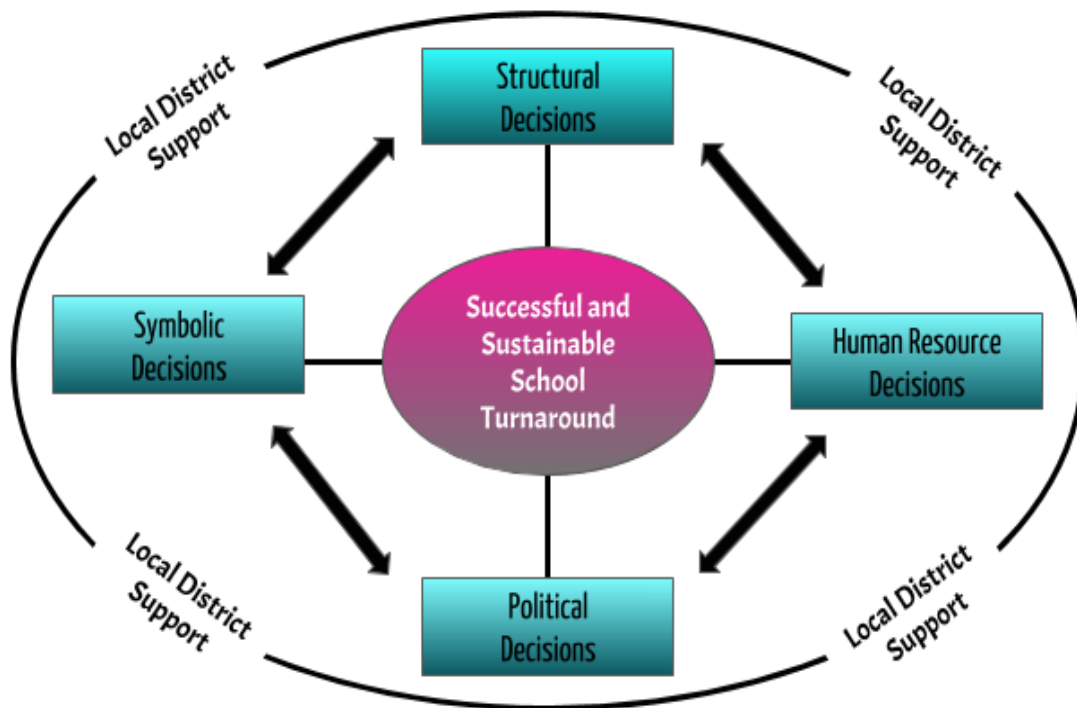 Structural
Decisions
Local District
Support
Local District
Support
Symbolic
Decisions
Successful and
Sustainable
School
Turnaround
Human Resource
Decisions
Local District
Support
Political
Decisions
Local District
Support